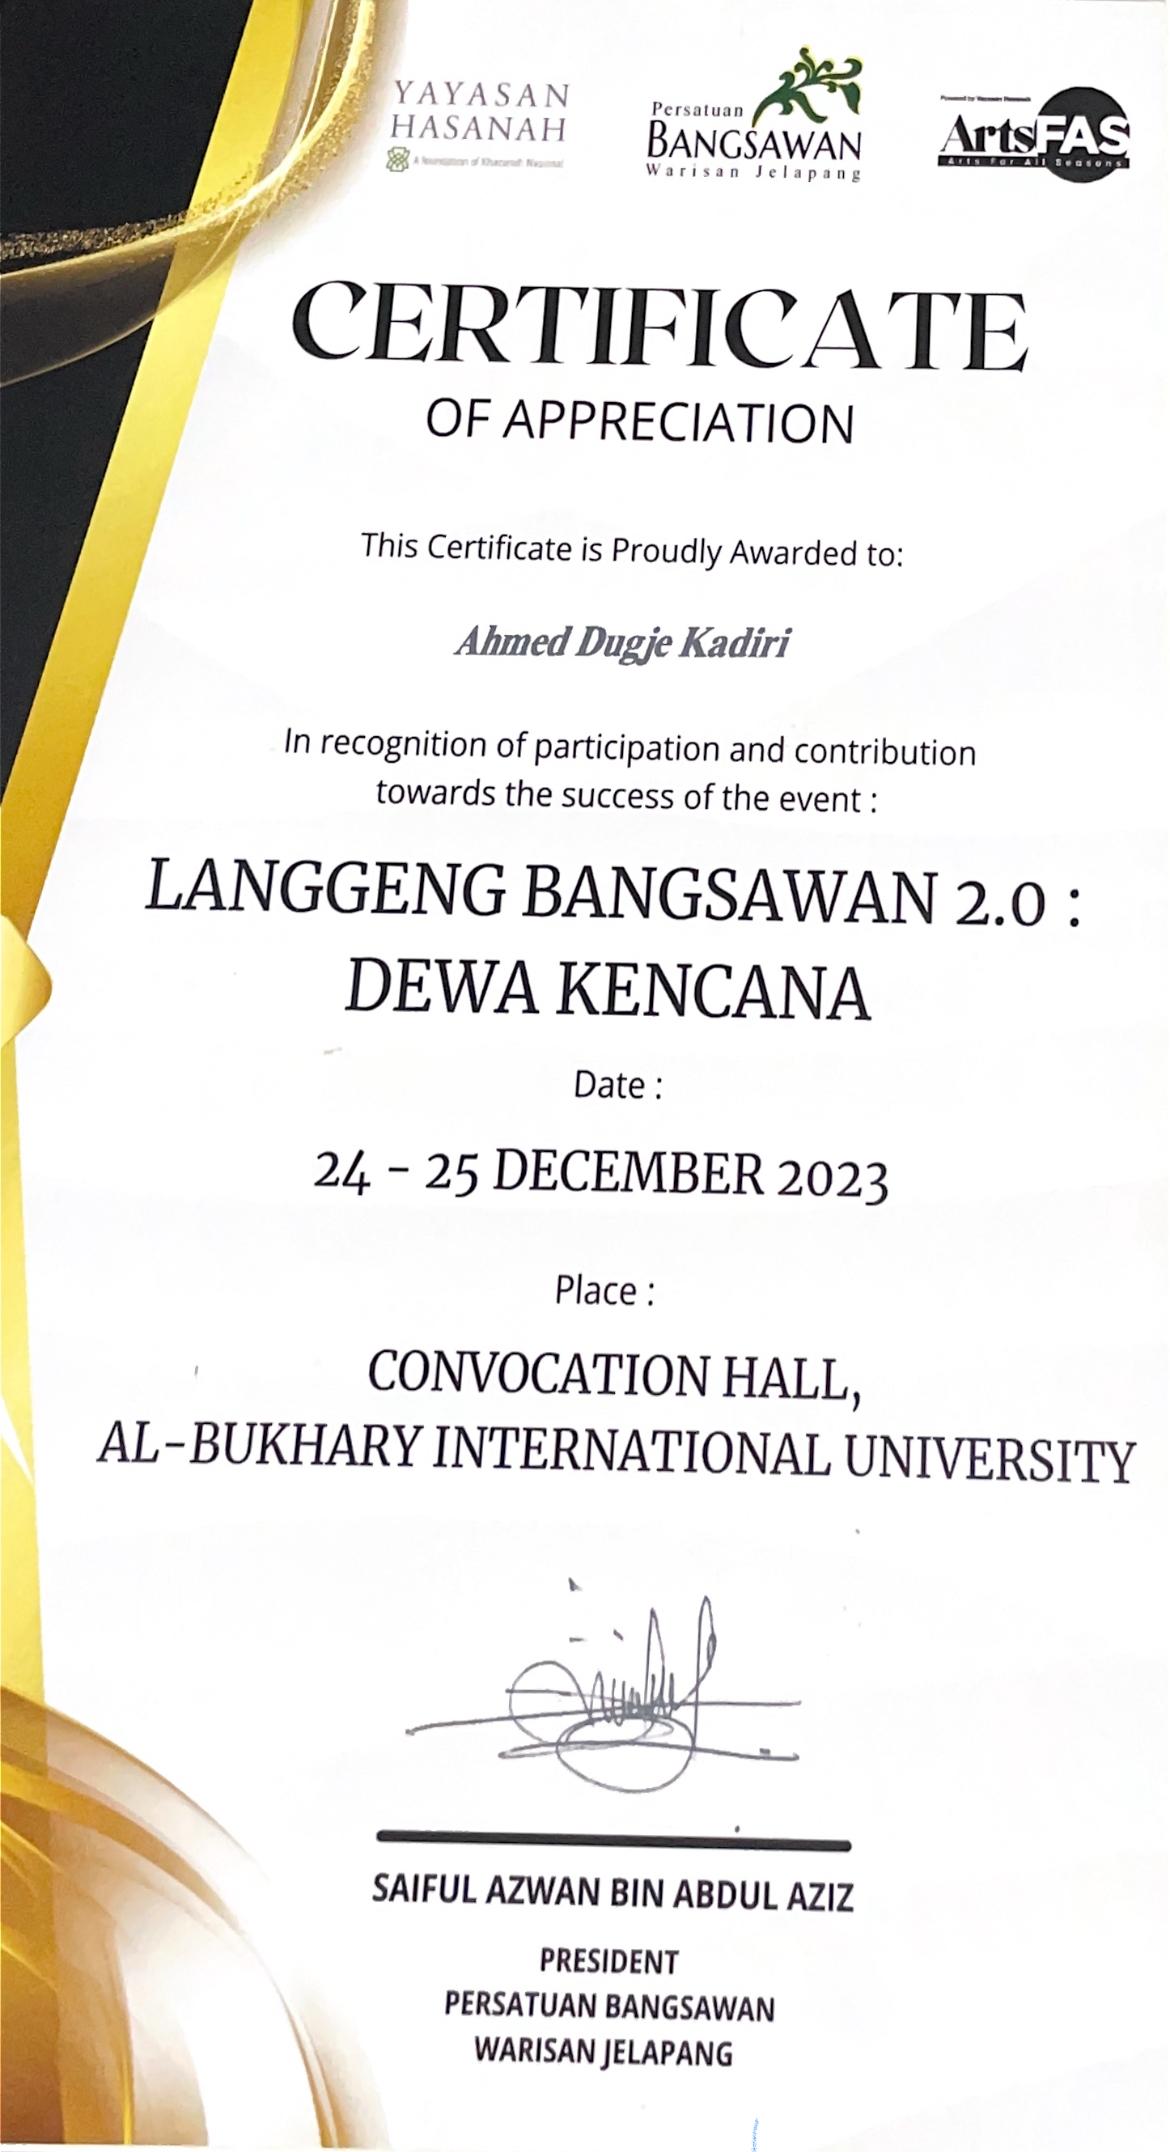 YAYASAN
HASANAH
A foundation of Khazanah Nasional
Persatuan
BANGSAWAN
Warisan Jelapang
Powered by Yayasan Hasanah
ArtsFAS
Arts For All Seasons
CERTIFICATE
OF APPRECIATION
This Certificate is Proudly Awarded to:
Ahmed Dugje Kadiri
In recognition of participation and contribution
towards the success of the event :
LANGGENG BANGSAWAN 2.0 :
DEWA KENCANA
Date :
24 - 25 DECEMBER 2023
Place :
CONVOCATION HALL,
AL-BUKHARY INTERNATIONAL UNIVERSITY
SAIFUL AZWAN BIN ABDUL AZIZ
PRESIDENT
PERSATUAN BANGSAWAN
WARISAN JELAPANG